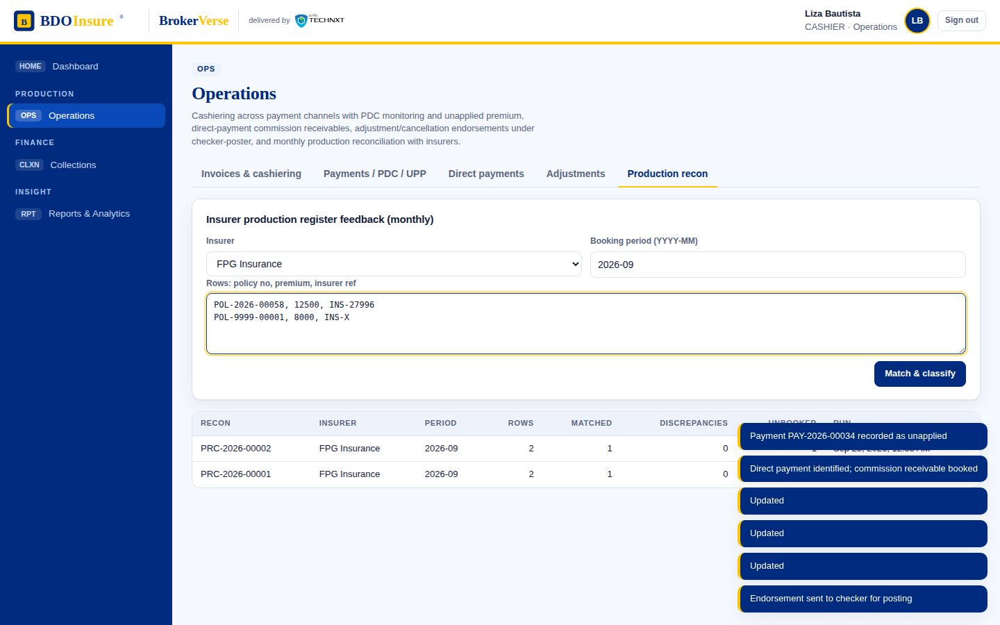 B BDOInsure ®
BrokerVerse
delivered by
TECHNXT
Liza Bautista
CASHIER · Operations
LB
Sign out
HOME Dashboard
PRODUCTION
OPS Operations
FINANCE
CLXN Collections
INSIGHT
RPT Reports & Analytics
OPS
Operations
Cashiering across payment channels with PDC monitoring and unapplied premium,
direct-payment commission receivables, adjustment/cancellation endorsements under
checker-poster, and monthly production reconciliation with insurers.
Invoices & cashiering Payments / PDC / UPP Direct payments Adjustments Production recon
Insurer production register feedback (monthly)
Insurer Booking period (YYYY-MM)
FPG Insurance 2026-09
Rows: policy no, premium, insurer ref
POL-2026-00058, 12500, INS-27996
POL-9999-00001, 8000, INS-X
Match & classify
RECON INSURER PERIOD ROWS MATCHED DISCREPANCIES UNBOOKED RUN
PRC-2026-00002 FPG Insurance 2026-09 2 1 0
PRC-2026-00001 FPG Insurance 2026-09 2 1 0
Payment PAY-2026-00034 recorded as unapplied
Direct payment identified; commission receivable booked
Updated
Updated
Updated
Endorsement sent to checker for posting